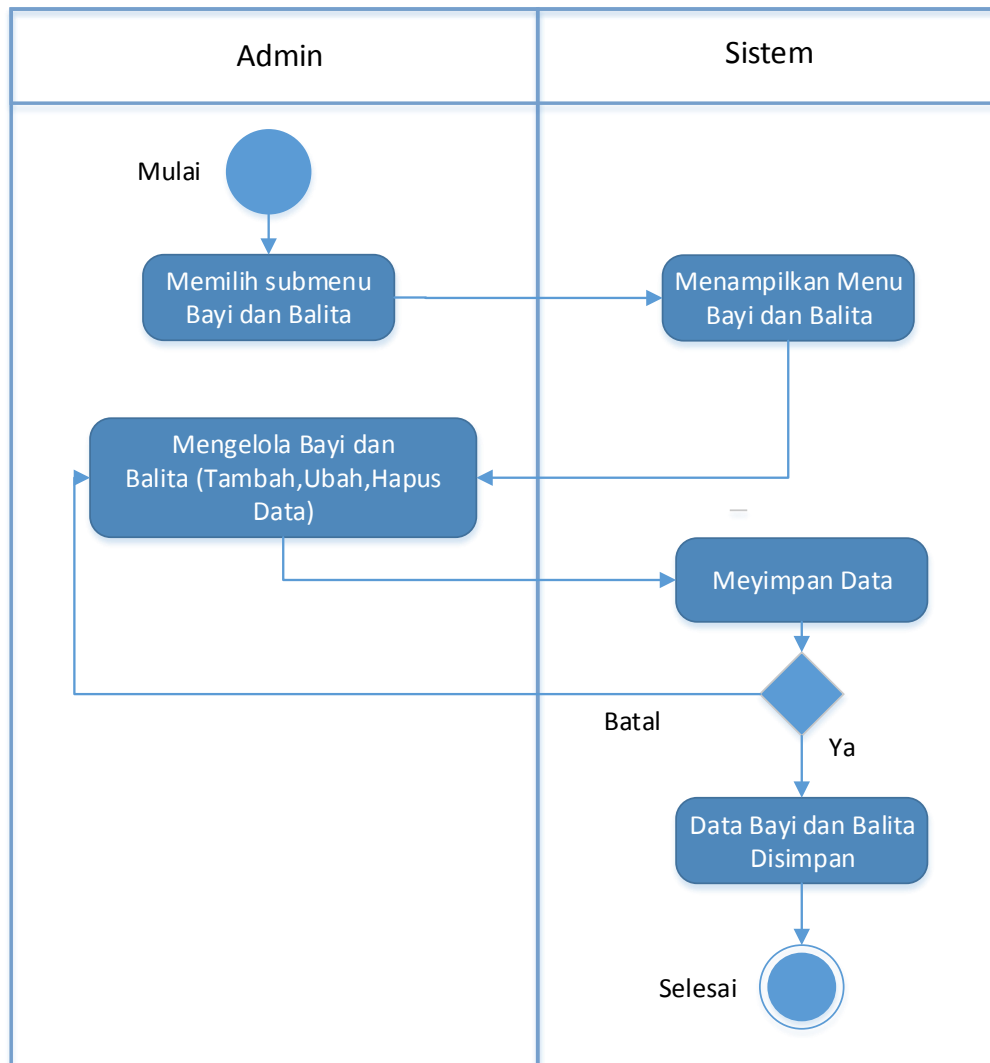 Admin
Sistem
Mulai
Memilih submenu
Bayi dan Balita
Menampilkan Menu
Bayi dan Balita
Mengelola Bayi dan
Balita (Tambah,Ubah,Hapus
Data)
Meyimpan Data
Batal
Ya
Data Bayi dan Balita
Disimpan
Selesai